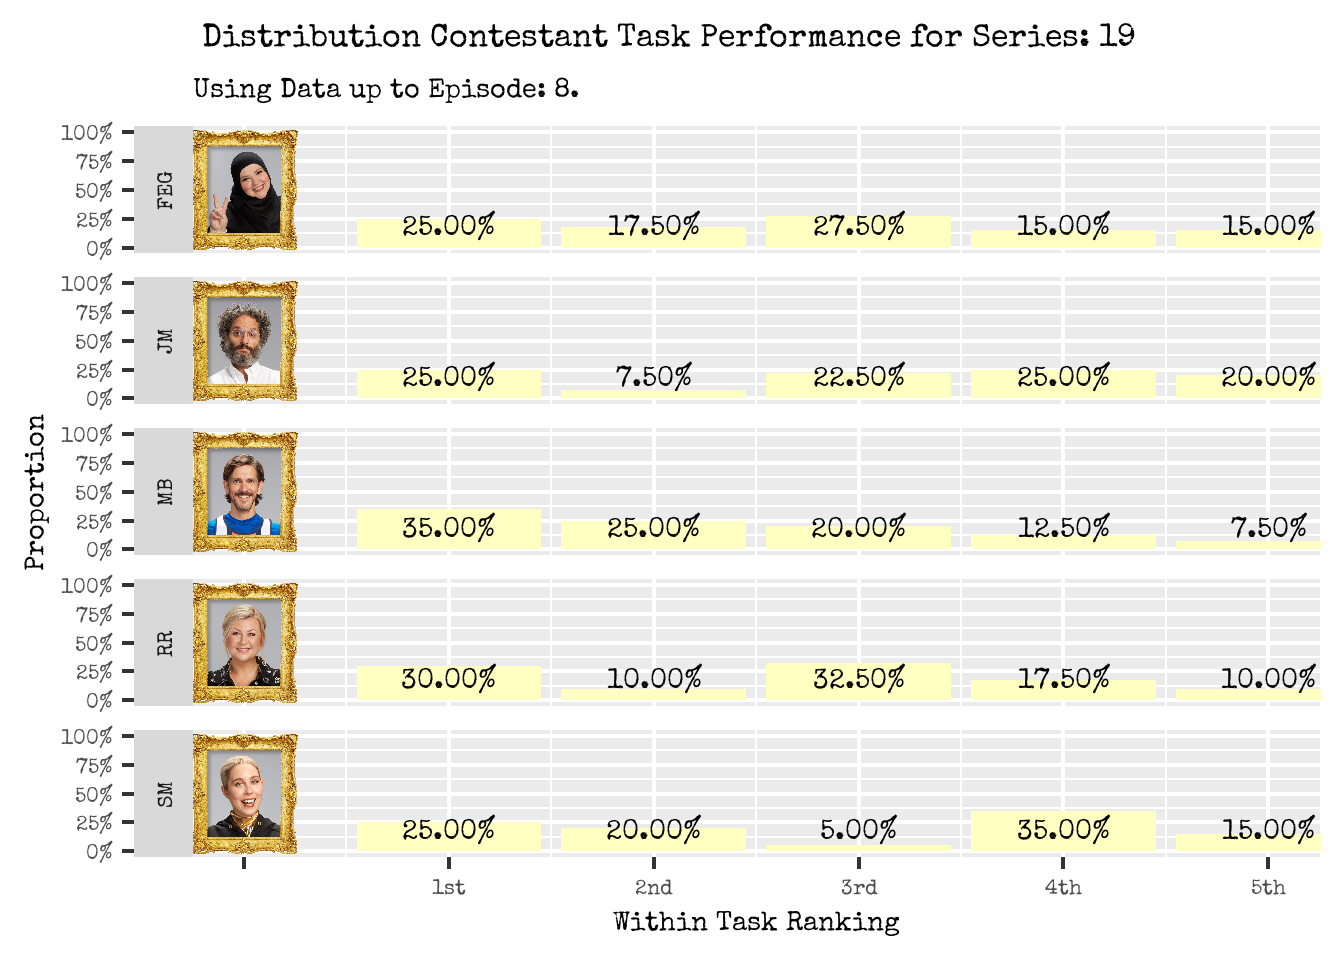 Distribution Contestant Task Performance for Series: 19
Using Data up to Episode: 8.
Proportion
100%
75%
50%
25%
0%
FEG
25.00% 17.50% 27.50% 15.00% 15.00%
100%
75%
50%
25%
0%
JM
25.00% 7.50% 22.50% 25.00% 20.00%
100%
75%
50%
25%
0%
MB
35.00% 25.00% 20.00% 12.50% 7.50%
100%
75%
50%
25%
0%
RR
30.00% 10.00% 32.50% 17.50% 10.00%
100%
75%
50%
25%
0%
SM
25.00% 20.00% 5.00% 35.00% 15.00%
1st 2nd 3rd 4th 5th
Within Task Ranking